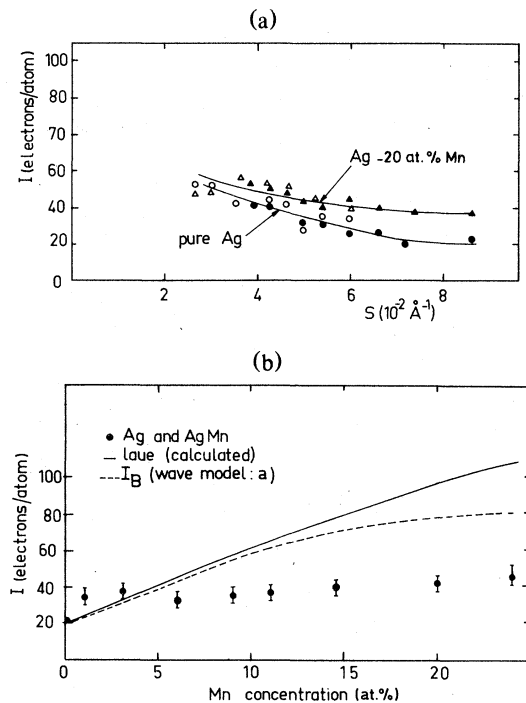 (a)
I (electrons/atom)
100
80
60
40
20
0
Ag -20 at. % Mn
pure Ag
2
4
6
8
S (10⁻² Å⁻¹)
(b)
I (electrons/atom)
100
80
60
40
20
● Ag and AgMn
— laue (calculated)
--- I_B (wave model : a)
0
5
10
15
20
Mn concentration (at.%)